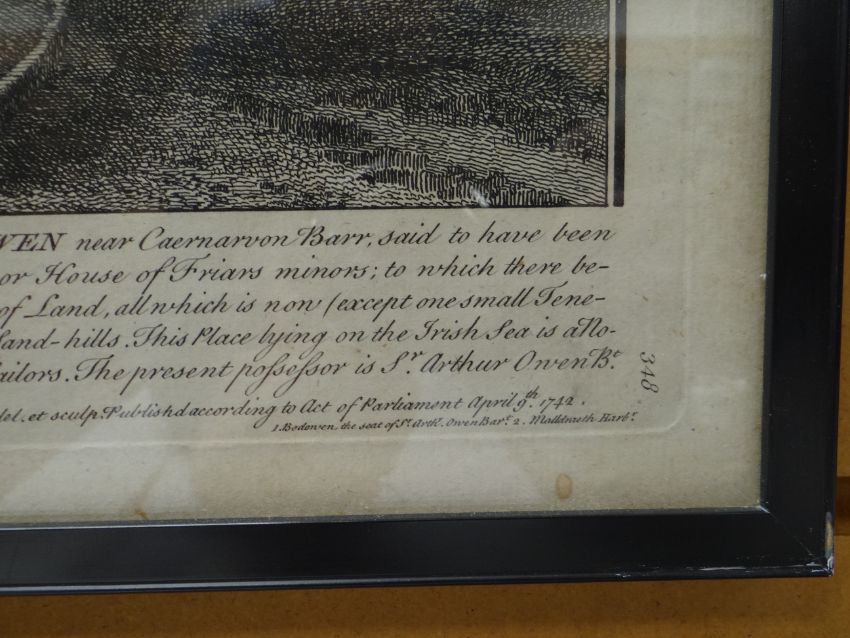 WEN near Caernarvon Barr, said to have been
or House of Friars minors; to which there be-
of Land, all which is now (except one small Tene-
Sand-hills. This Place lying on the Irish Sea is a No-
ailors. The present possessor is Sr. Arthur Owen Bt.
del. et sculp. Publish'd according to Act of Parliament April 9th. 1742.
1. Bodowen, the seat of Sr. Arth. Owen Bart. 2. Malldraeth Harbr.
348